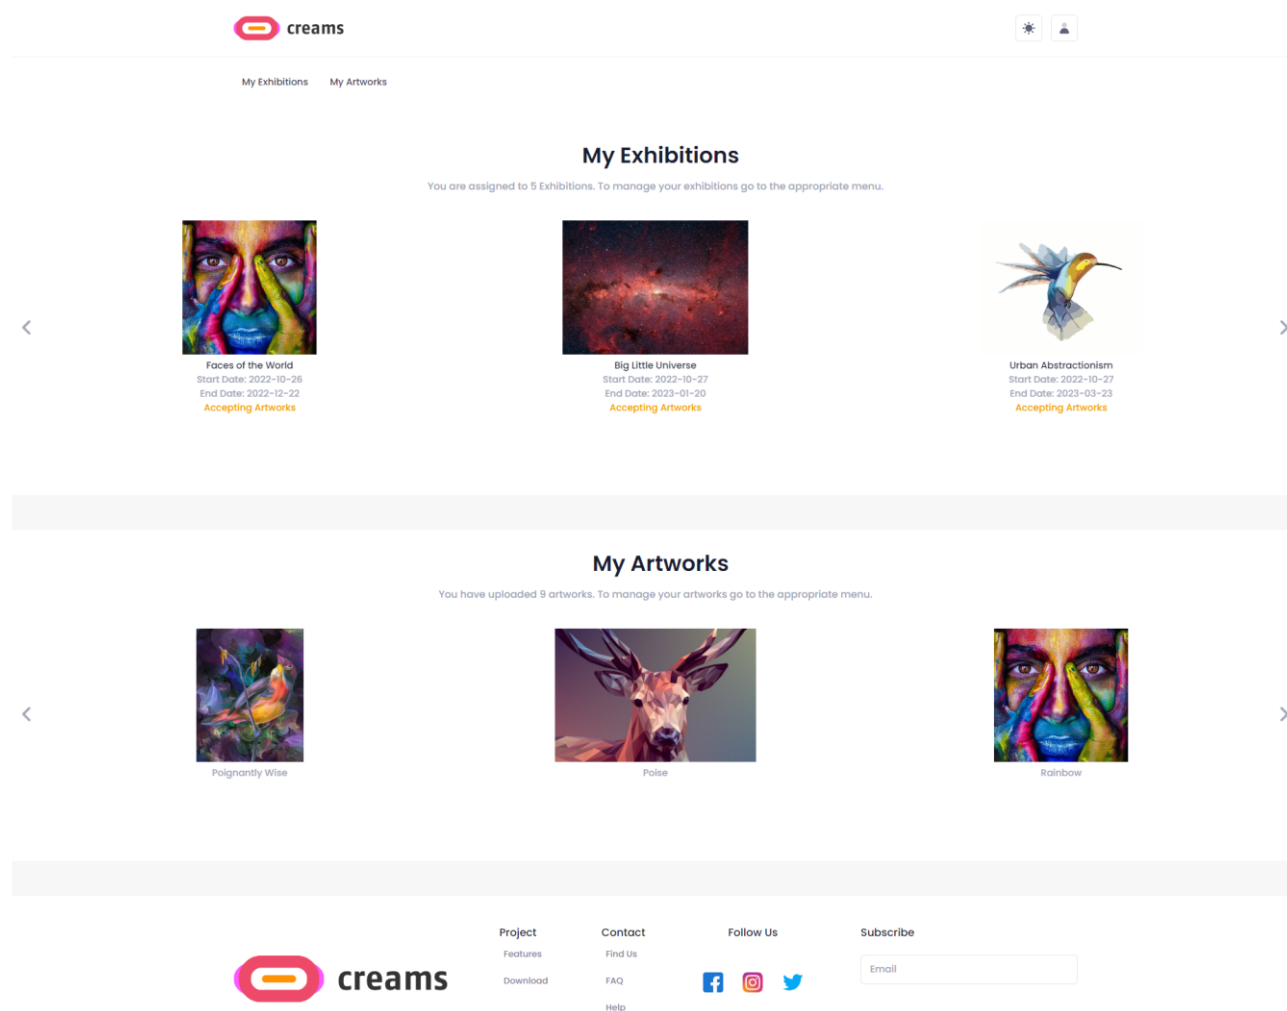 creams
My Exhibitions My Artworks
My Exhibitions
You are assigned to 5 Exhibitions. To manage your exhibitions go to the appropriate menu.
Faces of the World
Start Date: 2022-10-26
End Date: 2022-12-22
Accepting Artworks
Big Little Universe
Start Date: 2022-10-27
End Date: 2023-01-20
Accepting Artworks
Urban Abstractionism
Start Date: 2022-10-27
End Date: 2023-03-23
Accepting Artworks
My Artworks
You have uploaded 9 artworks. To manage your artworks go to the appropriate menu.
Poignantly Wise
Poise
Rainbow
creams
Project
Features
Download
Contact
Find Us
FAQ
Help
Follow Us
Subscribe
Email